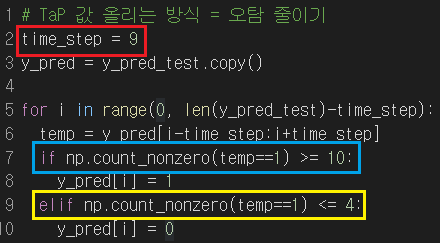 1 # TaP 값 올리는 방식 = 오탐 줄이기
2 time_step = 9
3 y_pred = y_pred_test.copy()
4
5 for i in range(0, len(y_pred_test)-time_step):
6 temp = y_pred[i-time_step:i+time_step]
7 if np.count_nonzero(temp==1) >= 10:
8 y_pred[i] = 1
9 elif np.count_nonzero(temp==1) <= 4:
10 y_pred[i] = 0